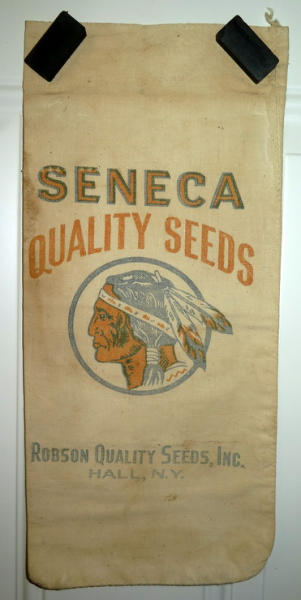 SENECA
QUALITY SEEDS
ROBSON QUALITY SEEDS, INC.
HALL, N.Y.